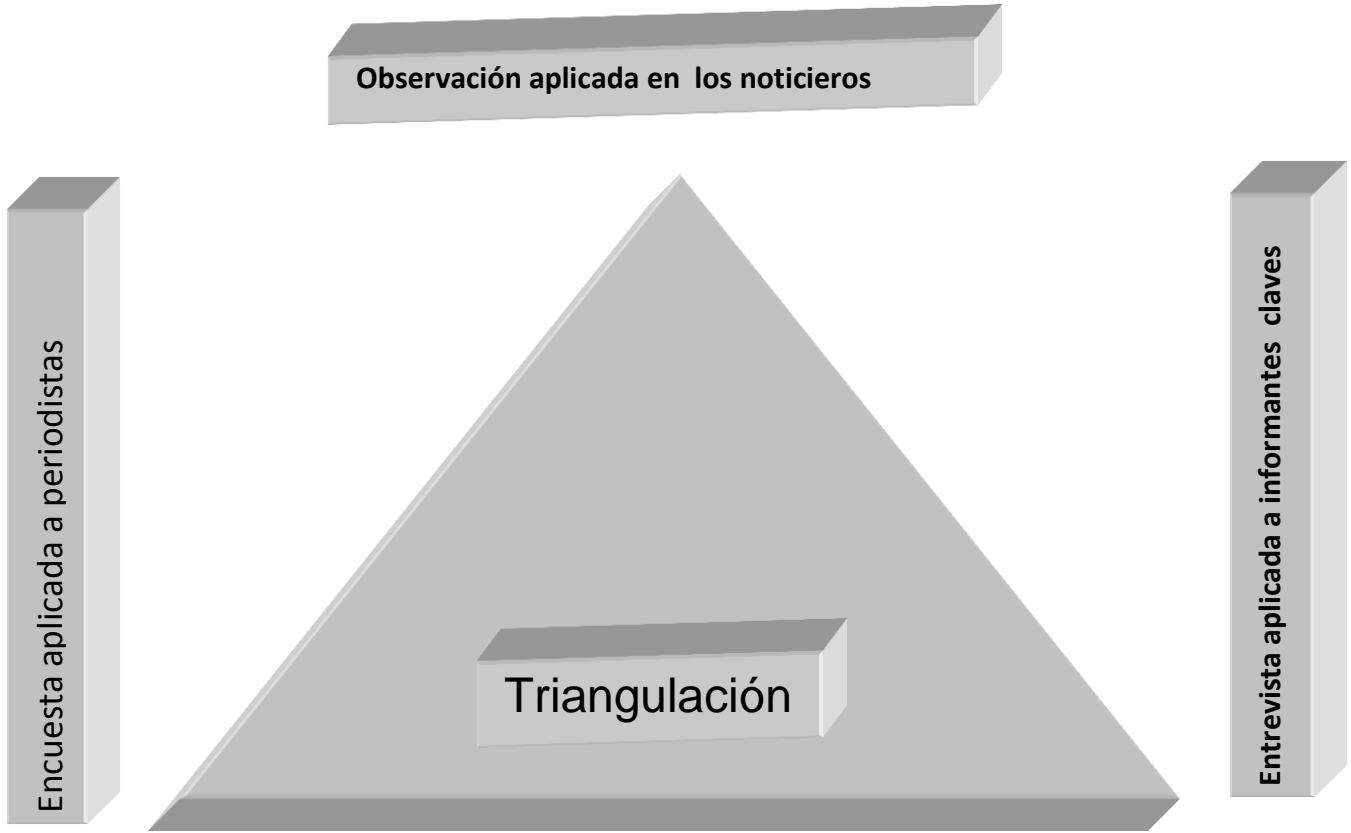 Observación aplicada en los noticieros
Encuesta aplicada a periodistas
Entrevista aplicada a informantes claves
Triangulación